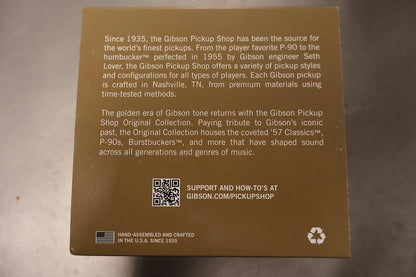 Since 1935, the Gibson Pickup Shop has been the source for
the world's finest pickups. From the player favorite P-90 to the
humbucker™ perfected in 1955 by Gibson engineer Seth
Lover, the Gibson Pickup Shop offers a variety of pickup styles
and configurations for all types of players. Each Gibson pickup
is crafted in Nashville, TN, from premium materials using
time-tested methods.
The golden era of Gibson tone returns with the Gibson Pickup
Shop Original Collection. Paying tribute to Gibson's iconic
past, the Original Collection houses the coveted '57 Classics™,
P-90s, Burstbuckers™, and more that have shaped sound
across all generations and genres of music.
SUPPORT AND HOW-TO'S AT
GIBSON.COM/PICKUPSHOP
HAND-ASSEMBLED AND CRAFTED
IN THE U.S.A. SINCE 1935